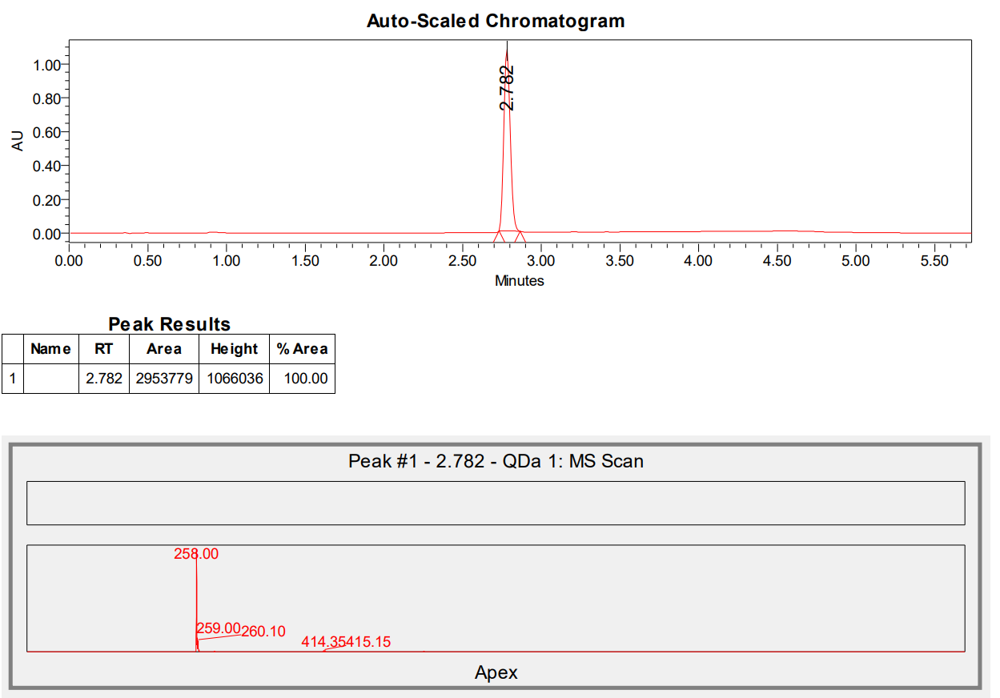 Auto-Scaled Chromatogram
2.782
AU
1.00
0.80
0.60
0.40
0.20
0.00
0.00 0.50 1.00 1.50 2.00 2.50 3.00 3.50 4.00 4.50 5.00 5.50
Minutes
Peak Results
Name RT Area Height % Area
1 2.782 2953779 1066036 100.00
Peak #1 - 2.782 - QDa 1: MS Scan
258.00
259.00 260.10
414.35 415.15
Apex